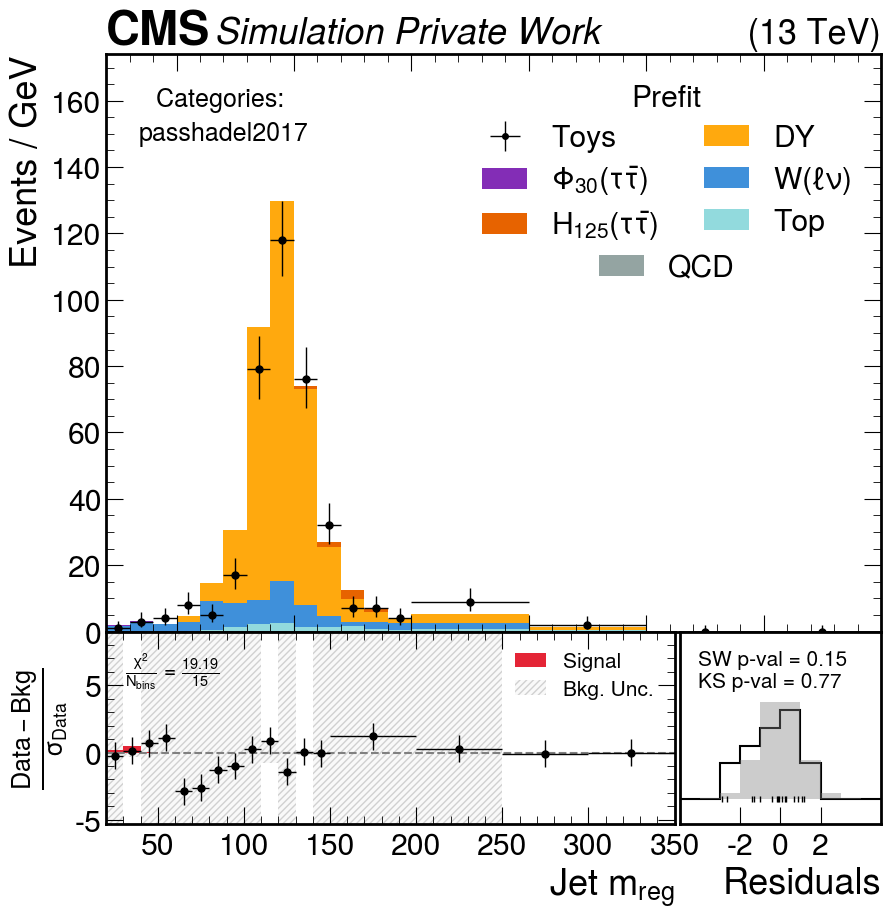 CMS Simulation Private Work (13 TeV)
Events / GeV
160
140
120
100
80
60
40
20
0
Categories:
passhadel2017
Prefit
Toys
DY
Φ30(ττ̄)
W(ℓν)
H125(ττ̄)
Top
QCD
Data − Bkg
σData
5
0
-5
χ²/Nbins = 19.19/15
Signal
Bkg. Unc.
SW p-val = 0.15
KS p-val = 0.77
50 100 150 200 250 300 350
-2 0 2
Jet mreg
Residuals